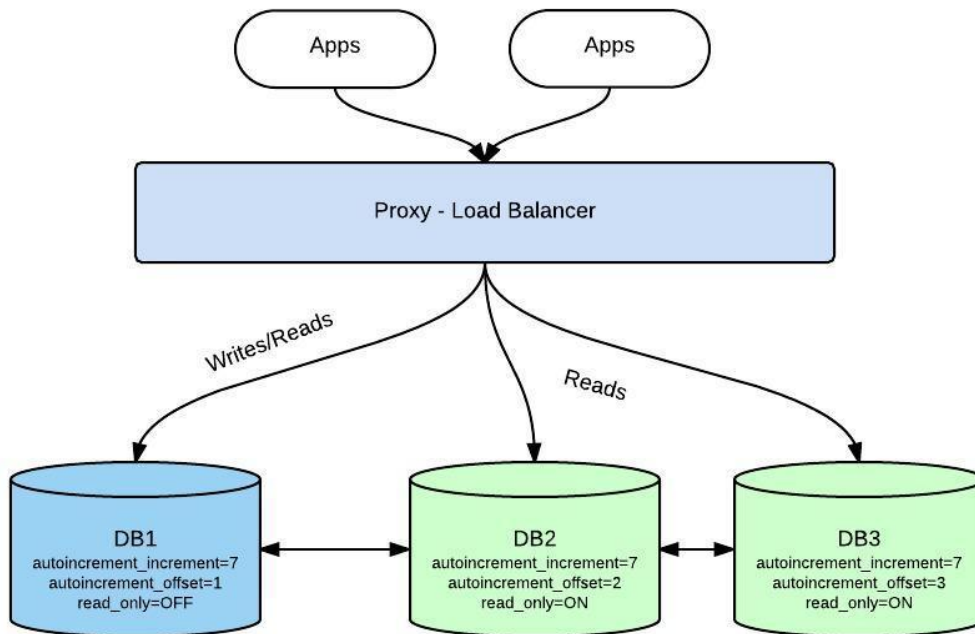 Apps
Apps
Proxy - Load Balancer
Writes/Reads
Reads
DB1
autoincrement_increment=7
autoincrement_offset=1
read_only=OFF
DB2
autoincrement_increment=7
autoincrement_offset=2
read_only=ON
DB3
autoincrement_increment=7
autoincrement_offset=3
read_only=ON